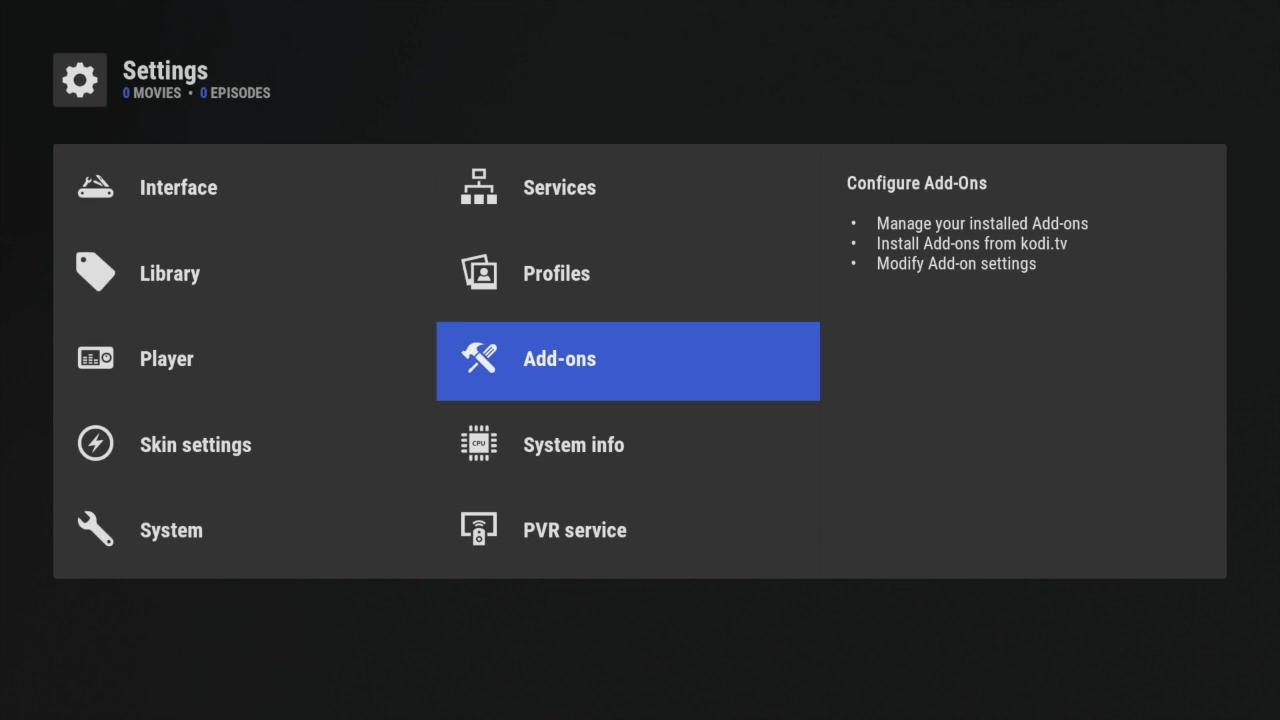 Settings
0 MOVIES • 0 EPISODES
Interface
Library
Player
Skin settings
System
Services
Profiles
Add-ons
CPU
System info
PVR service
Configure Add-Ons
• Manage your installed Add-ons
• Install Add-ons from kodi.tv
• Modify Add-on settings